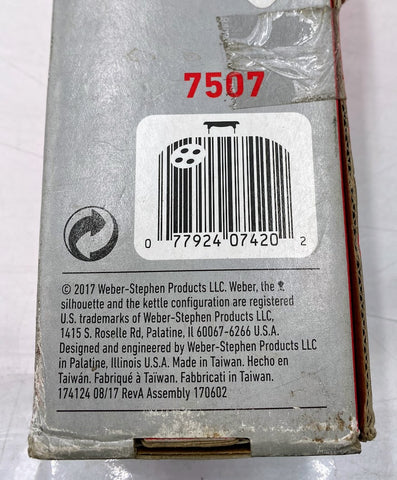 7507
0 77924 07420 2
© 2017 Weber-Stephen Products LLC. Weber, the
silhouette and the kettle configuration are registered
U.S. trademarks of Weber-Stephen Products LLC,
1415 S. Roselle Rd, Palatine, Il 60067-6266 U.S.A.
Designed and engineered by Weber-Stephen Products LLC
in Palatine, Illinois U.S.A. Made in Taiwan. Hecho en
Taiwán. Fabriqué à Taiwan. Fabbricati in Taiwan.
174124 08/17 RevA Assembly 170602